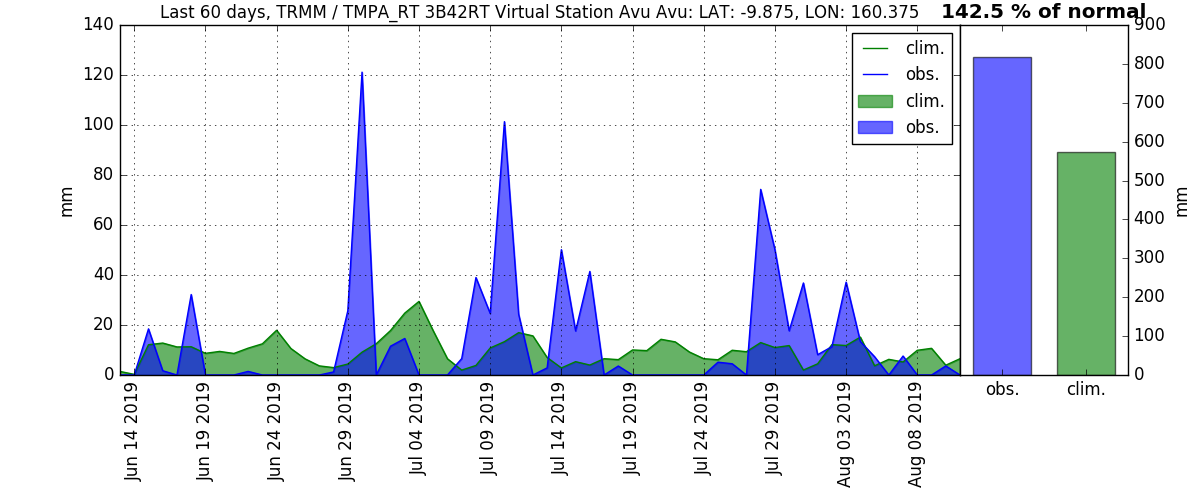 Last 60 days, TRMM / TMPA_RT 3B42RT Virtual Station Avu Avu: LAT: -9.875, LON: 160.375
142.5 % of normal
140
120
100
80
60
40
20
0
mm
clim.
obs.
clim.
obs.
900
800
700
600
500
400
300
200
100
0
mm
Jun 14 2019
Jun 19 2019
Jun 24 2019
Jun 29 2019
Jul 04 2019
Jul 09 2019
Jul 14 2019
Jul 19 2019
Jul 24 2019
Jul 29 2019
Aug 03 2019
Aug 08 2019
obs.
clim.